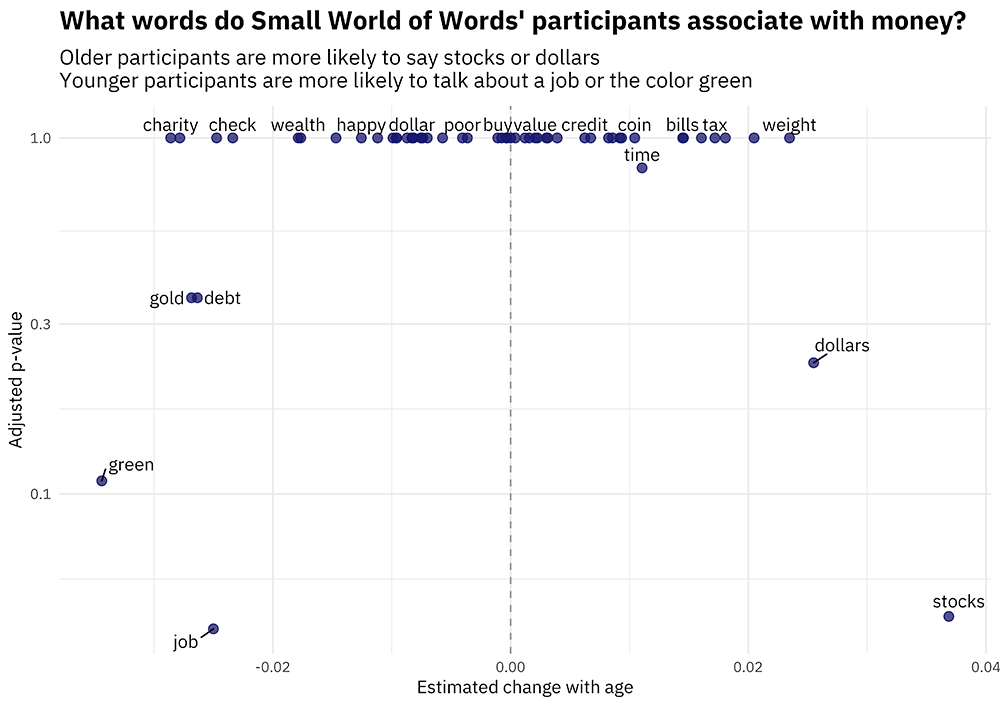 What words do Small World of Words' participants associate with money?
Older participants are more likely to say stocks or dollars
Younger participants are more likely to talk about a job or the color green
charity check wealth happy dollar poor buy value credit coin bills tax weight
1.0
time
gold debt
0.3
dollars
Adjusted p-value
green
0.1
stocks
job
-0.02 0.00 0.02 0.04
Estimated change with age